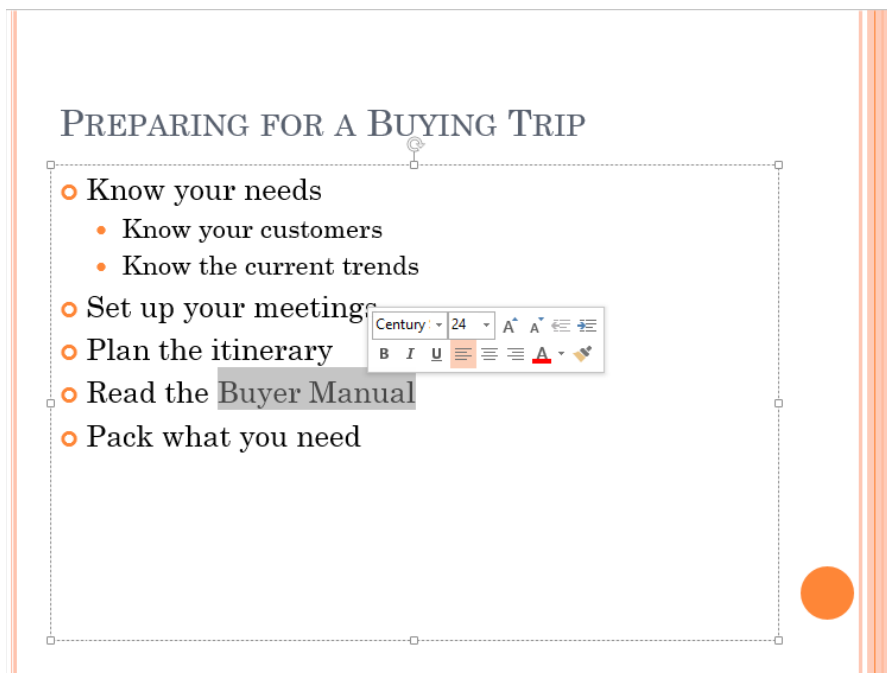 PREPARING FOR A BUYING TRIP
Know your needs
Know your customers
Know the current trends
Set up your meetings
Century 24 A A
Plan the itinerary
B I U A
Read the Buyer Manual
Pack what you need